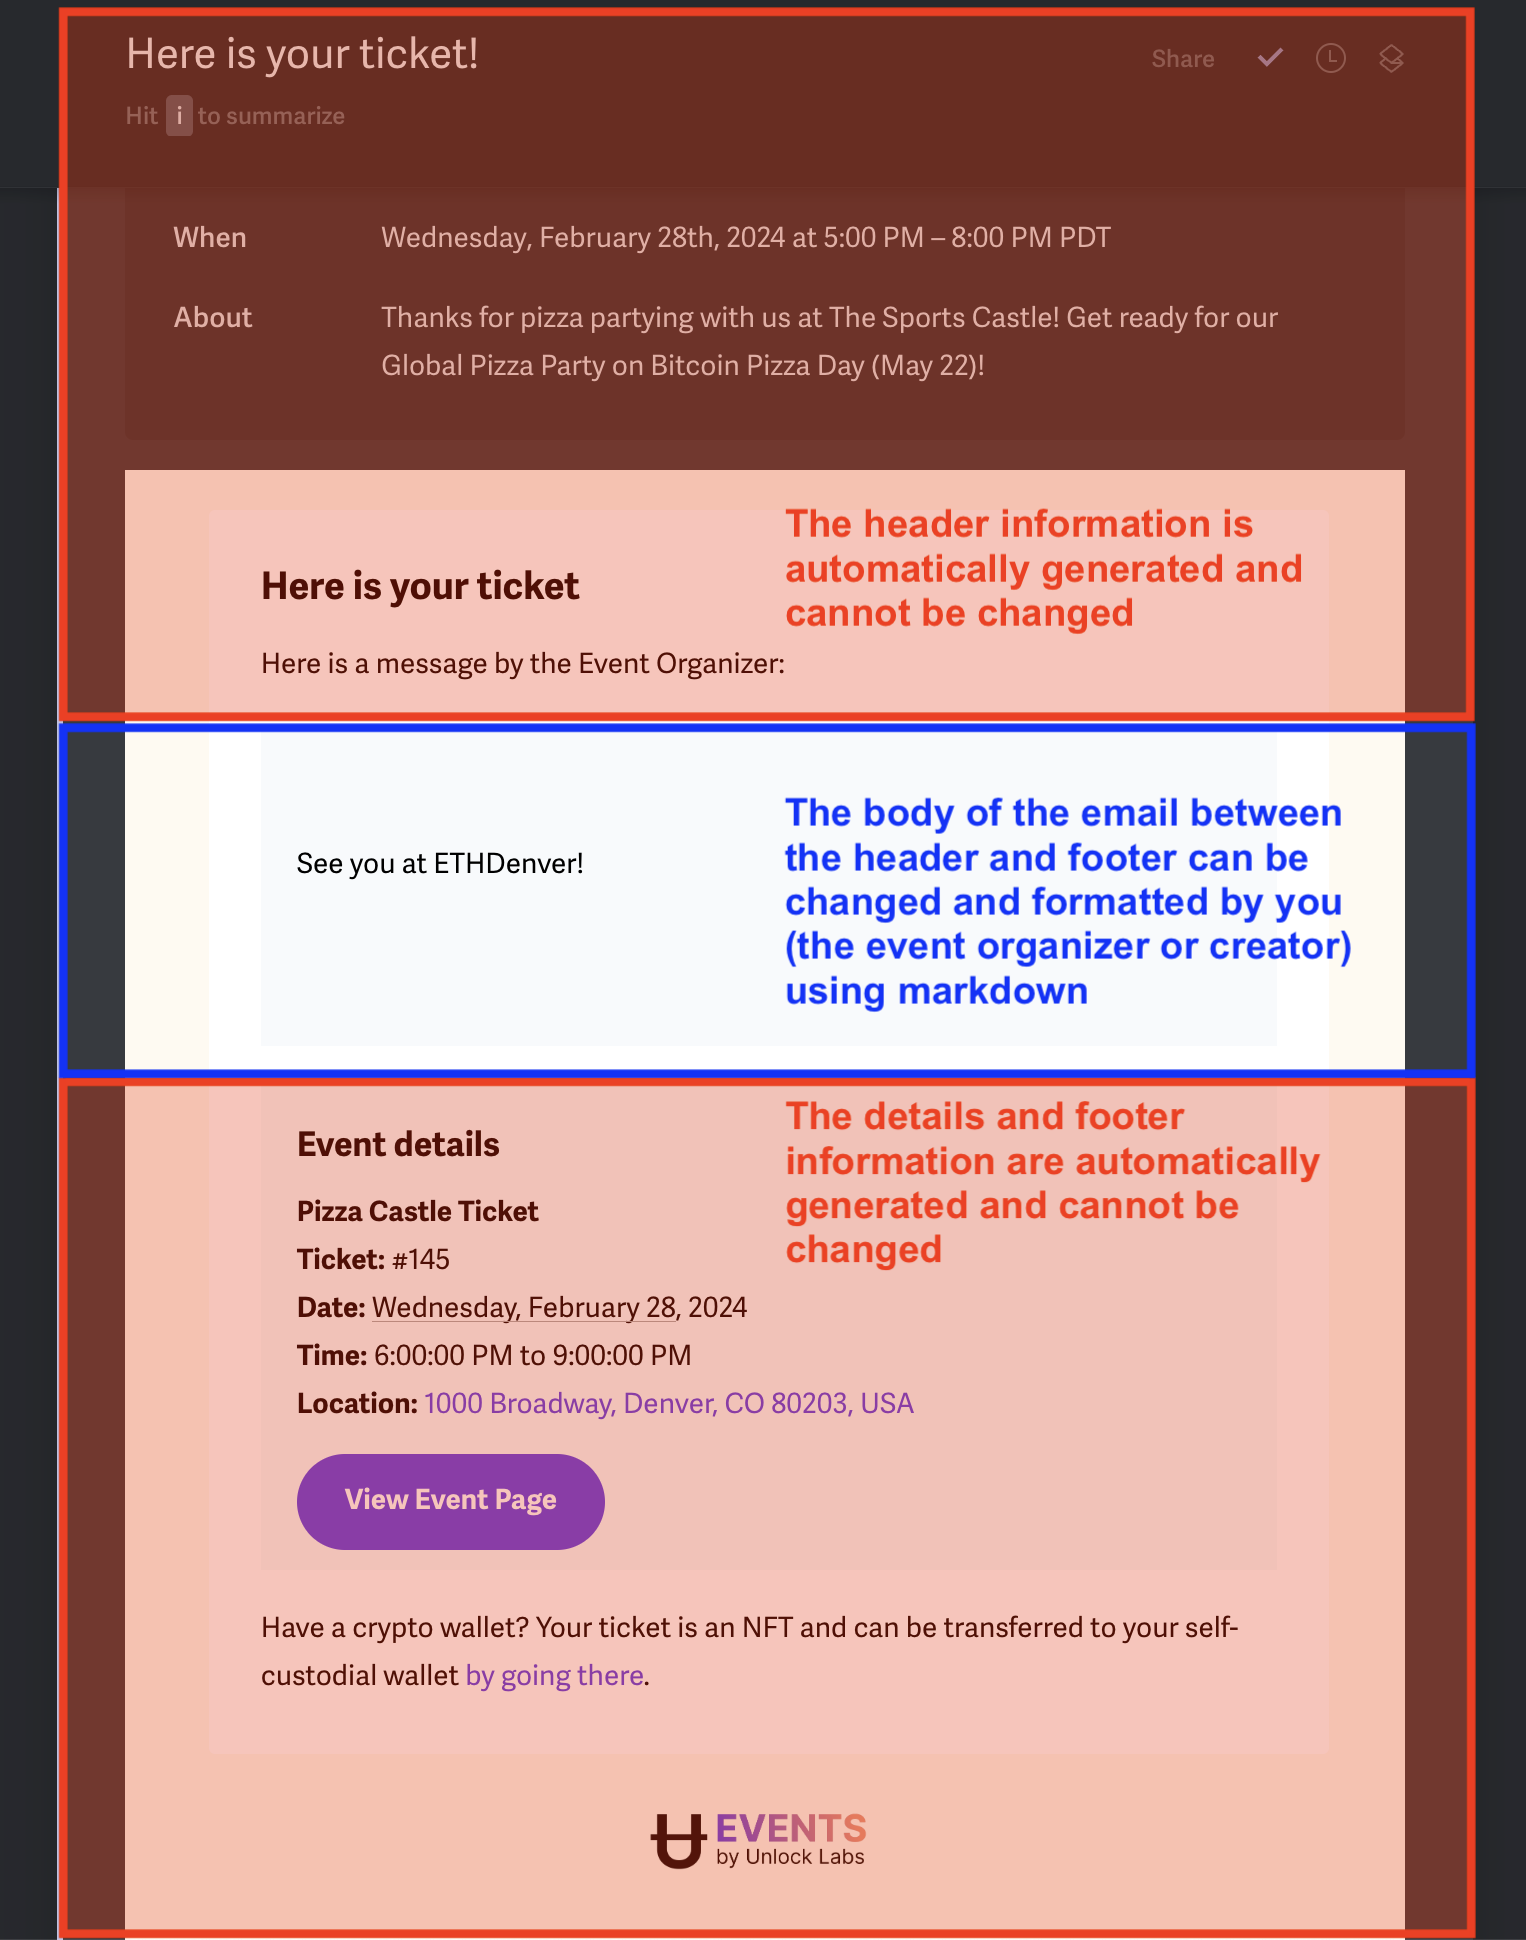 Here is your ticket!
Share
Hit i to summarize
When Wednesday, February 28th, 2024 at 5:00 PM – 8:00 PM PDT
About Thanks for pizza partying with us at The Sports Castle! Get ready for our
Global Pizza Party on Bitcoin Pizza Day (May 22)!
The header information is
automatically generated and
cannot be changed
Here is your ticket
Here is a message by the Event Organizer:
See you at ETHDenver!
The body of the email between
the header and footer can be
changed and formatted by you
(the event organizer or creator)
using markdown
The details and footer
information are automatically
generated and cannot be
changed
Event details
Pizza Castle Ticket
Ticket: #145
Date: Wednesday, February 28, 2024
Time: 6:00:00 PM to 9:00:00 PM
Location: 1000 Broadway, Denver, CO 80203, USA
View Event Page
Have a crypto wallet? Your ticket is an NFT and can be transferred to your self-
custodial wallet by going there.
EVENTS
by Unlock Labs